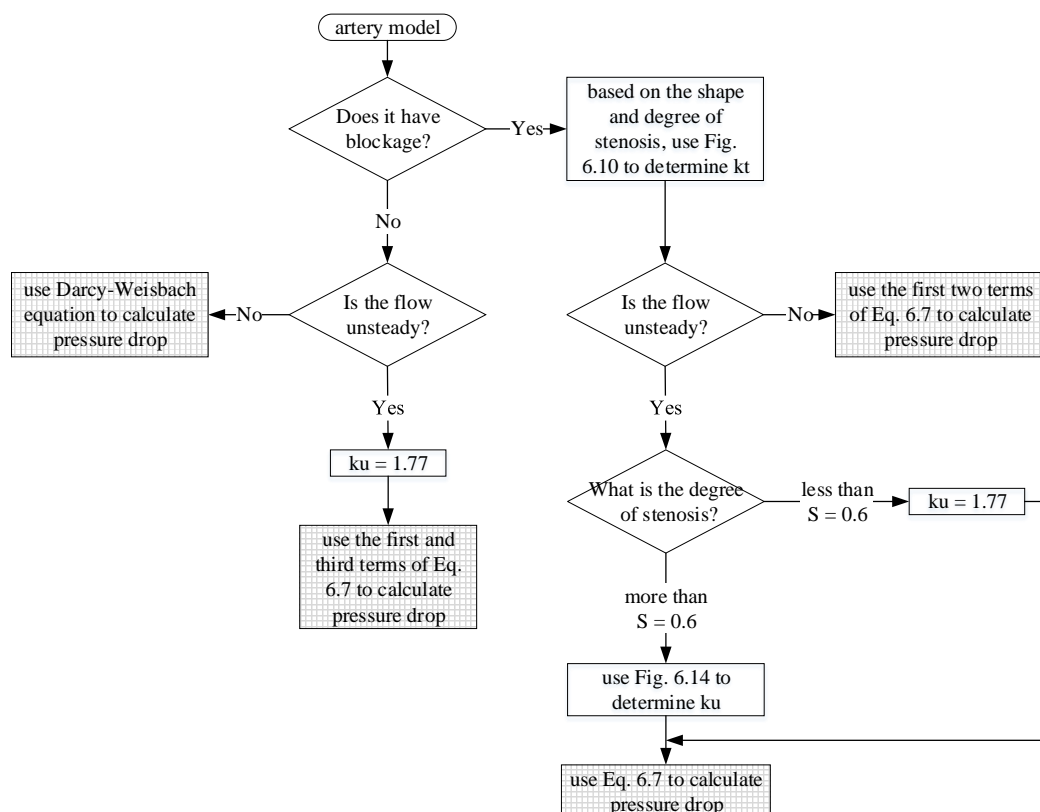 artery model
Does it have
blockage?
Yes
based on the shape
and degree of
stenosis, use Fig.
6.10 to determine kt
No
use Darcy-Weisbach
equation to calculate
pressure drop
No
Is the flow
unsteady?
Is the flow
unsteady?
No
use the first two terms
of Eq. 6.7 to calculate
pressure drop
Yes
Yes
ku = 1.77
What is the degree
of stenosis?
less than
S = 0.6
ku = 1.77
use the first and
third terms of Eq.
6.7 to calculate
pressure drop
more than
S = 0.6
use Fig. 6.14 to
determine ku
use Eq. 6.7 to calculate
pressure drop